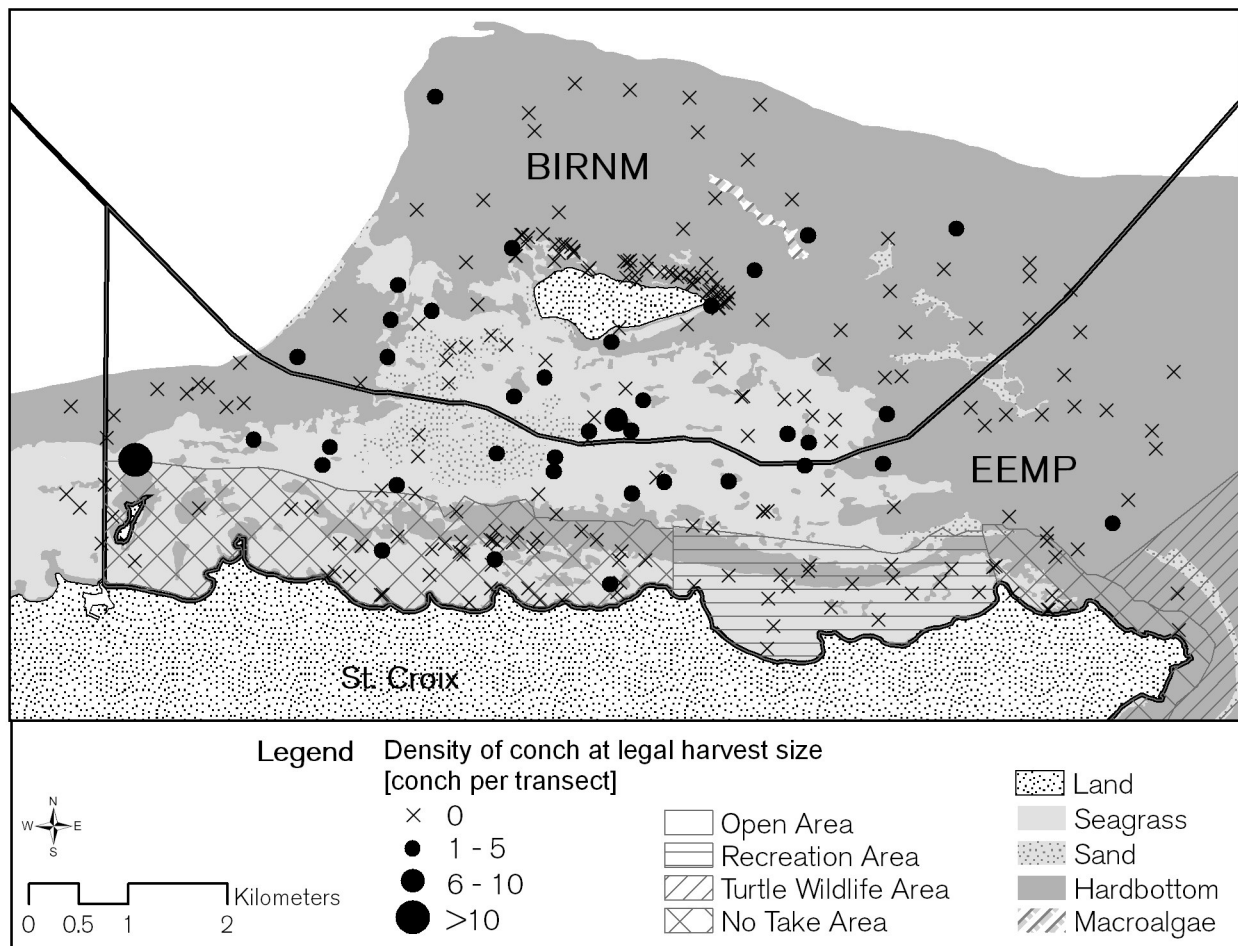 BIRNM
EEMP
St. Croix
Legend
Density of conch at legal harvest size
[conch per transect]
0
1 - 5
6 - 10
>10
Open Area
Recreation Area
Turtle Wildlife Area
No Take Area
Land
Seagrass
Sand
Hardbottom
Macroalgae
N
W E
S
Kilometers
0 0.5 1 2